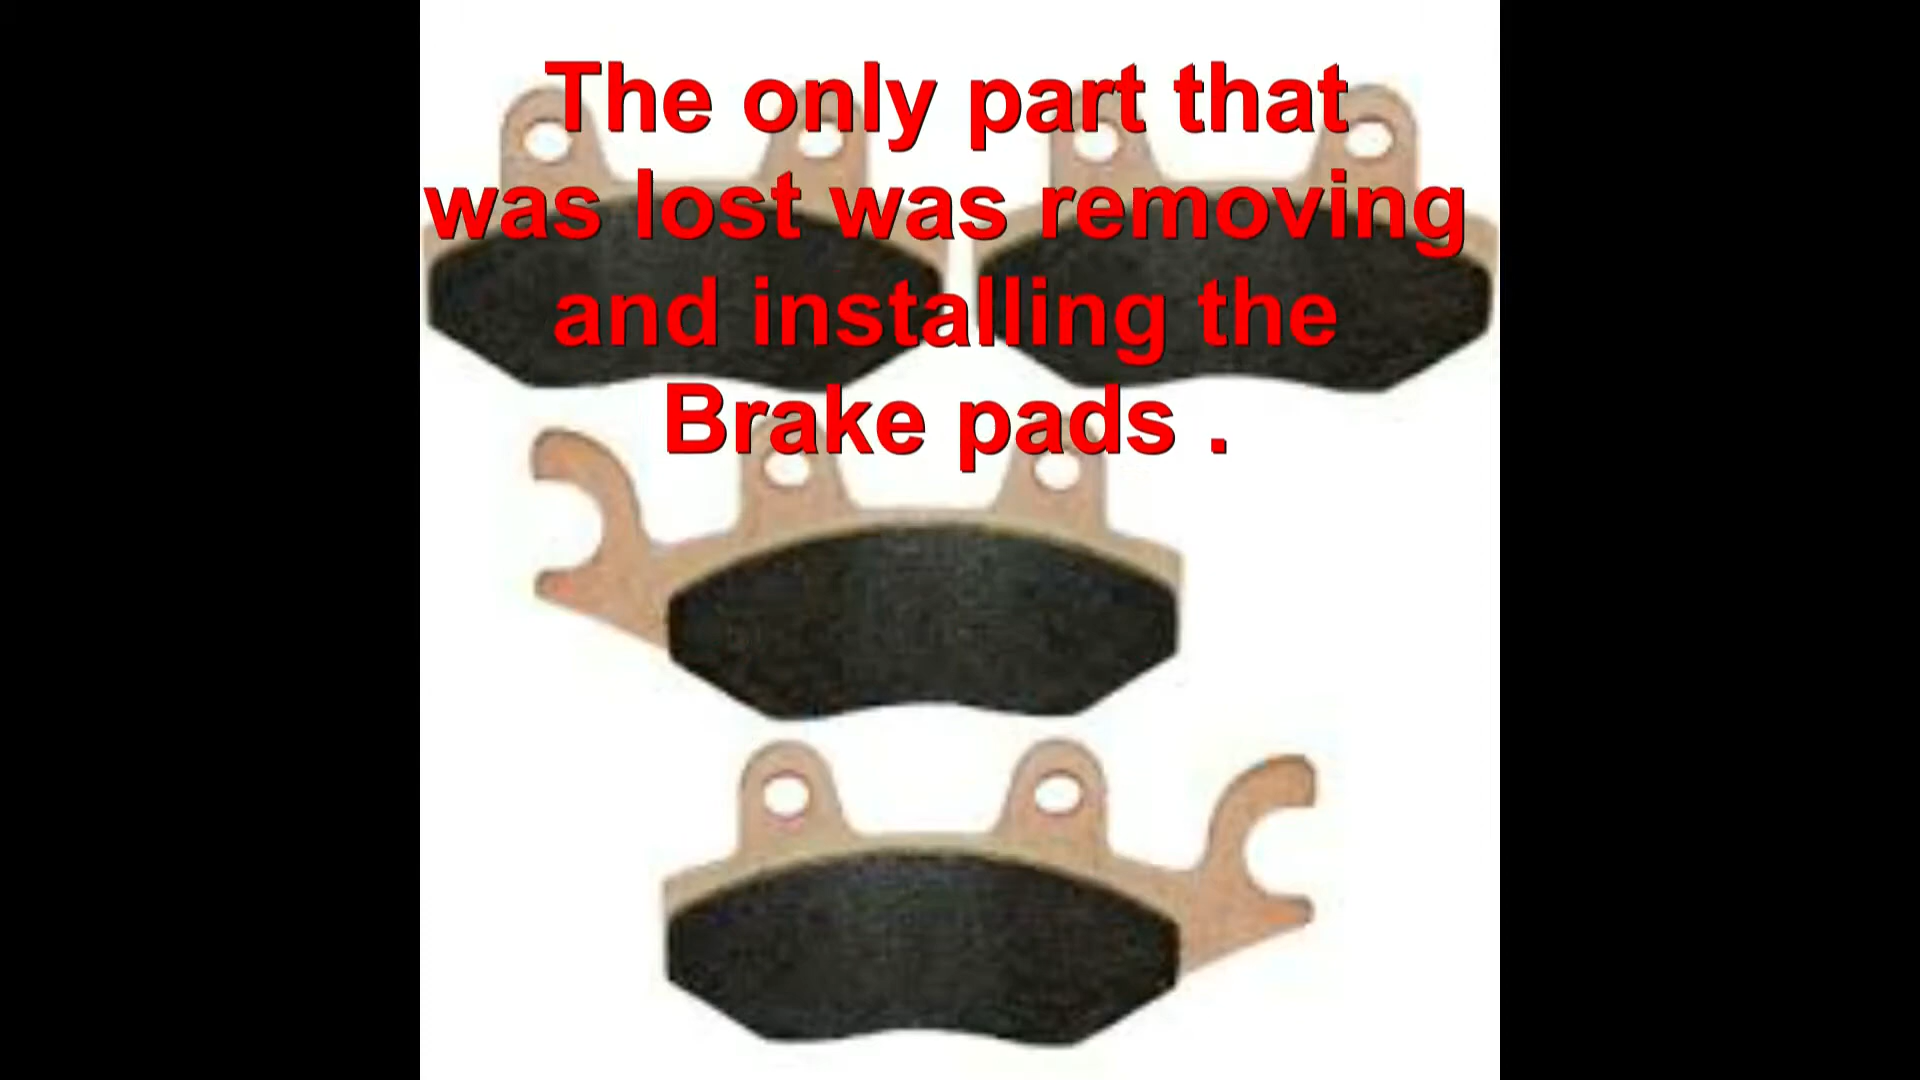 The only part that
was lost was removing
and installing the
Brake pads .